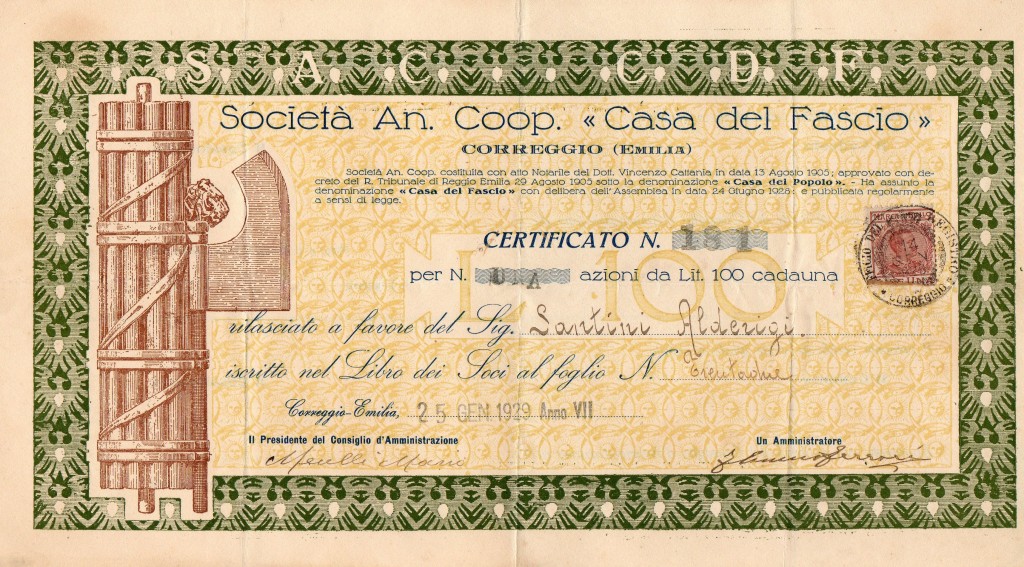 S A C C D F
Società An. Coop. « Casa del Fascio »
CORREGGIO (EMILIA)
Società An. Coop. costituita con atto Notarile del Dott. Vincenzo Cattania in data 13 Agosto 1905; approvato con de-
creto del R. Tribunale di Reggio Emilia 29 Agosto 1905 sotto la denominazione «Casa del Popolo». - Ha assunto la
denominazione «Casa del Fascio» con delibera dell'Assemblea in data 24 Giugno 1928; e pubblicata regolarmente
a sensi di legge.
CERTIFICATO N. 181
per N. UNA azioni da Lit. 100 cadauna
L. 100
rilasciato a favore del Sig. Santini Alderigi.
iscritto nel Libro dei Soci al foglio N. Trentadue
Correggio-Emilia, 25 GEN. 1929 Anno VII
Il Presidente del Consiglio d'Amministrazione
Un Amministratore
UNA
CORREGGIO